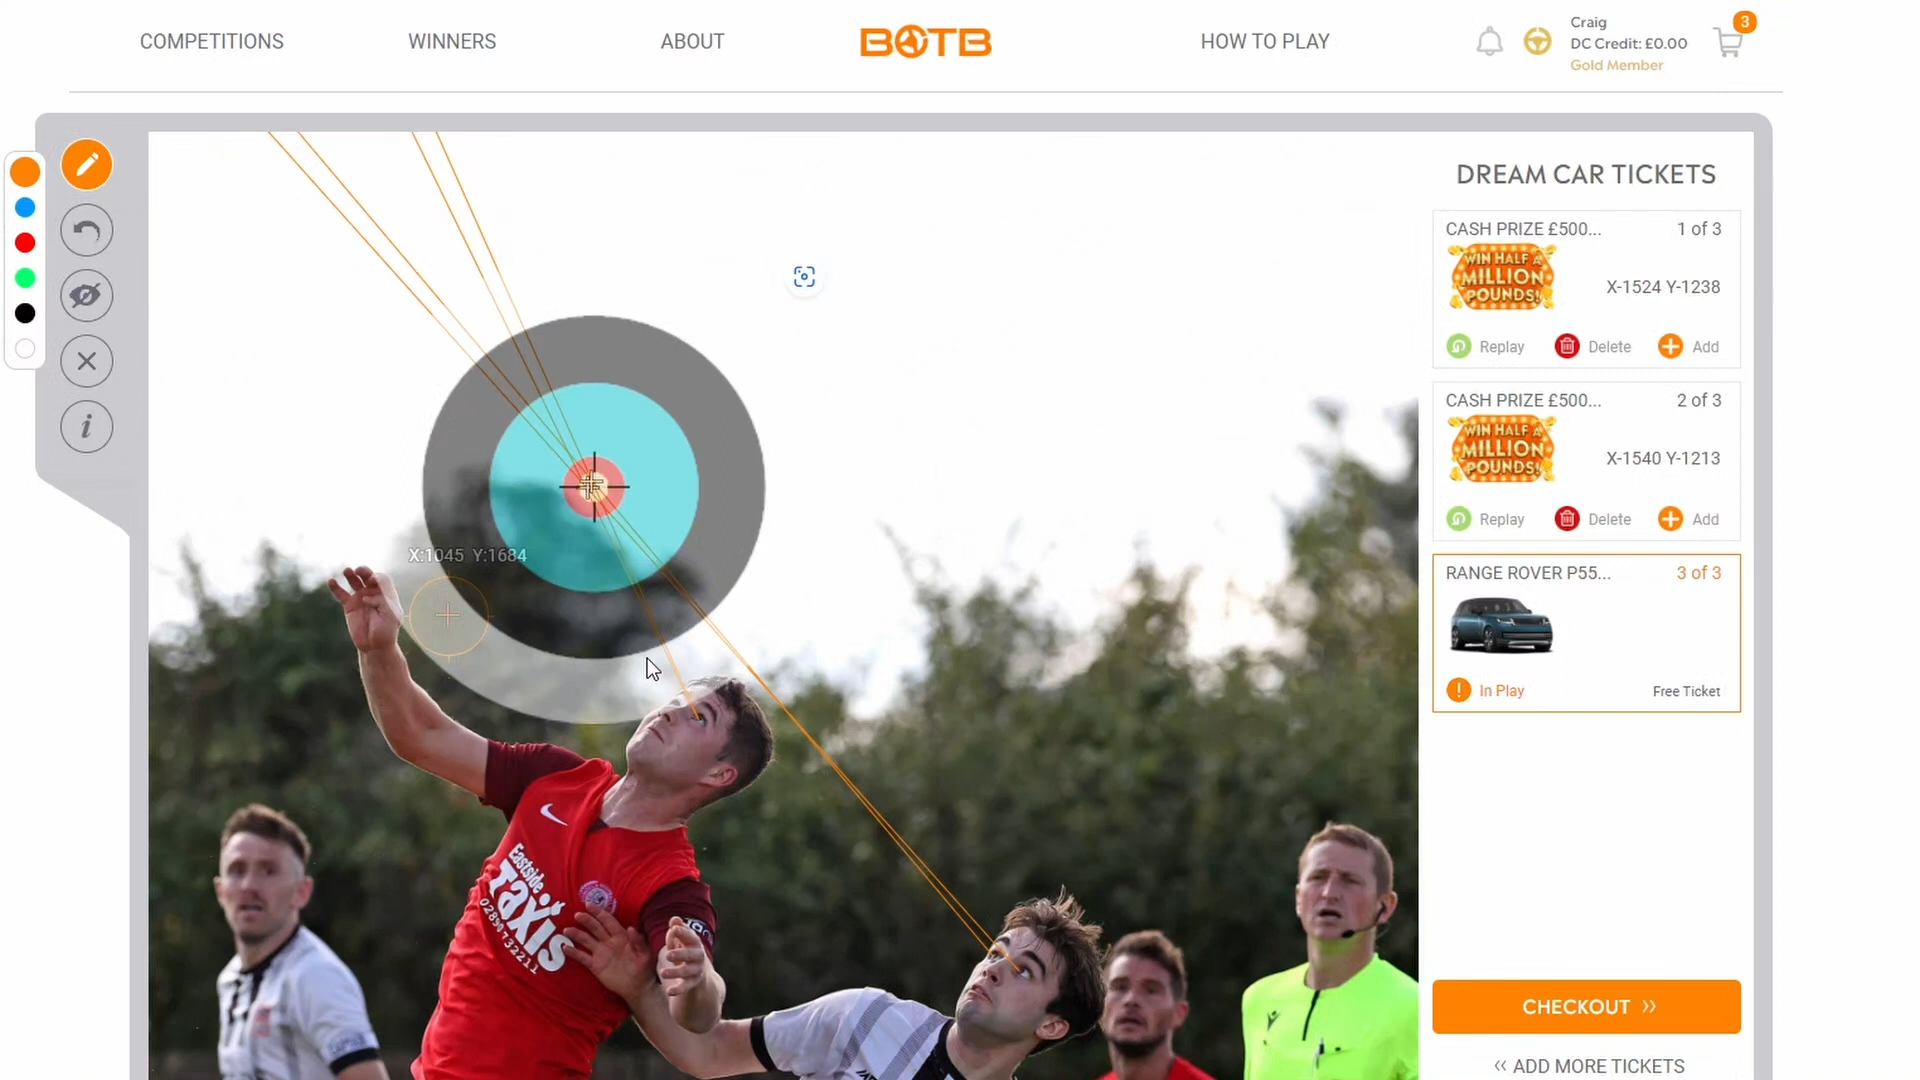 COMPETITIONS WINNERS ABOUT BOTB HOW TO PLAY
Craig
DC Credit: £0.00
Gold Member
3
DREAM CAR TICKETS
CASH PRIZE £500... 1 of 3
WIN HALF A
MILLION
POUNDS!
X-1524 Y-1238
Replay Delete Add
CASH PRIZE £500... 2 of 3
WIN HALF A
MILLION
POUNDS!
X-1540 Y-1213
Replay Delete Add
RANGE ROVER P55... 3 of 3
In Play Free Ticket
CHECKOUT »
« ADD MORE TICKETS
X:1045 Y:1684
Eastside
TAXIS
02890732211